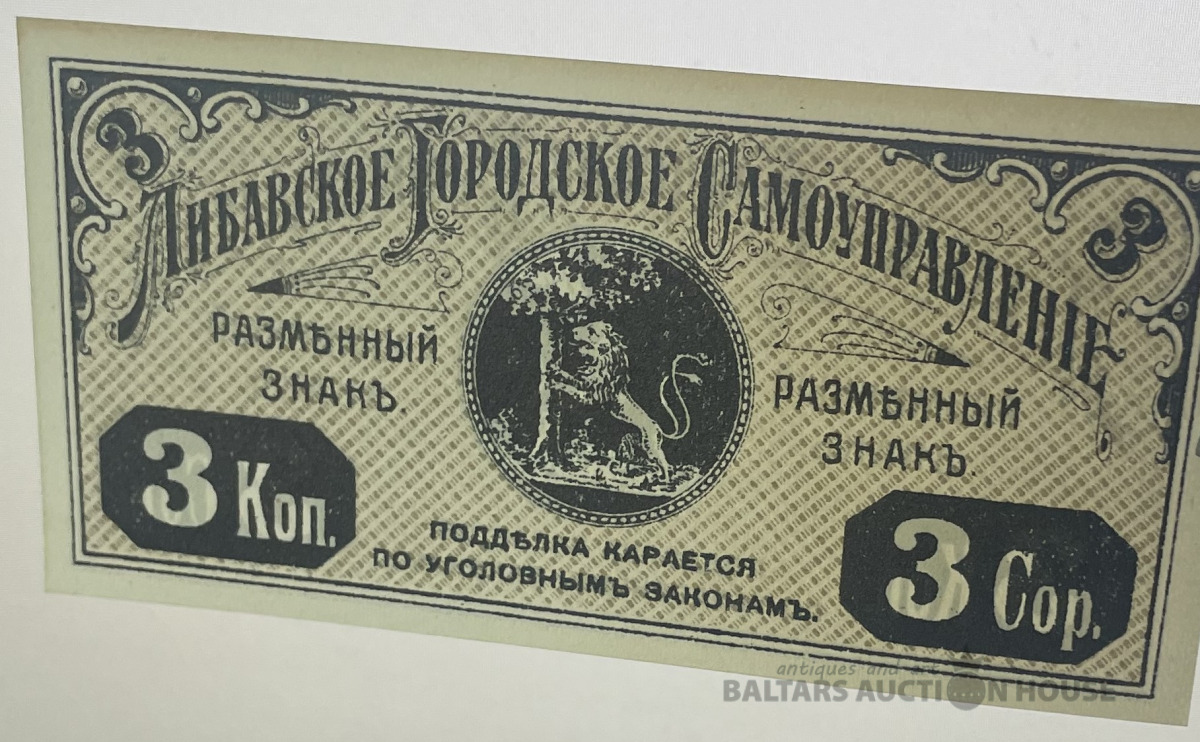 3
3
Либавское Городское Самоуправленіе
РАЗМѢННЫЙ
ЗНАКЪ.
РАЗМѢННЫЙ
ЗНАКЪ.
3 Коп.
ПОДДѢЛКА КАРАЕТСЯ
ПО УГОЛОВНЫМЪ ЗАКОНАМЪ.
3 Cop.
antiques and art
BALTARS AUCTION HOUSE